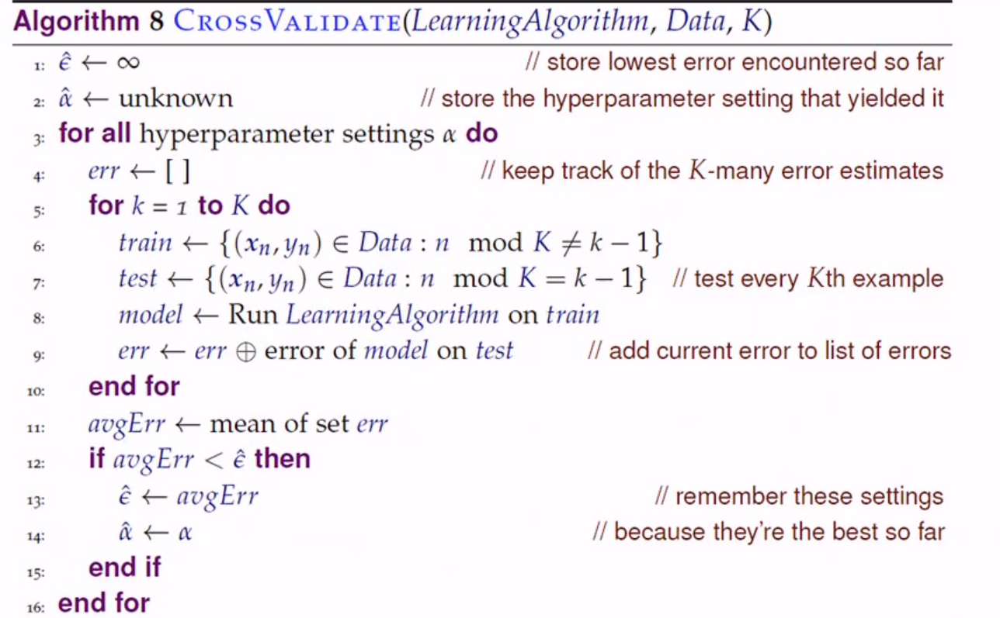 Algorithm 8 CROSSVALIDATE(LearningAlgorithm, Data, K)
1: ε̂ ← ∞ // store lowest error encountered so far
2: α̂ ← unknown // store the hyperparameter setting that yielded it
3: for all hyperparameter settings α do
4: err ← [ ] // keep track of the K-many error estimates
5: for k = 1 to K do
6: train ← {(xₙ, yₙ) ∈ Data : n mod K ≠ k − 1}
7: test ← {(xₙ, yₙ) ∈ Data : n mod K = k − 1} // test every Kth example
8: model ← Run LearningAlgorithm on train
9: err ← err ⊕ error of model on test // add current error to list of errors
10: end for
11: avgErr ← mean of set err
12: if avgErr < ε̂ then
13: ε̂ ← avgErr // remember these settings
14: α̂ ← α // because they're the best so far
15: end if
16: end for